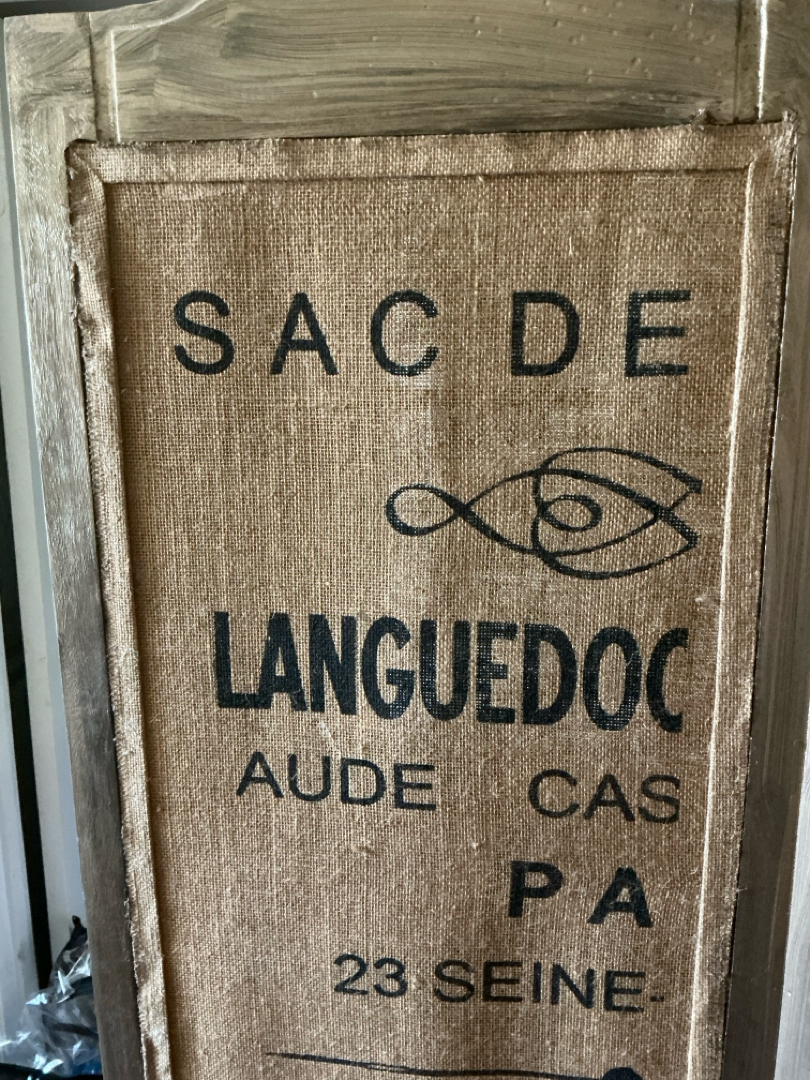 SAC DE
LANGUEDOC
AUDE CAS
PA
23 SEINE-